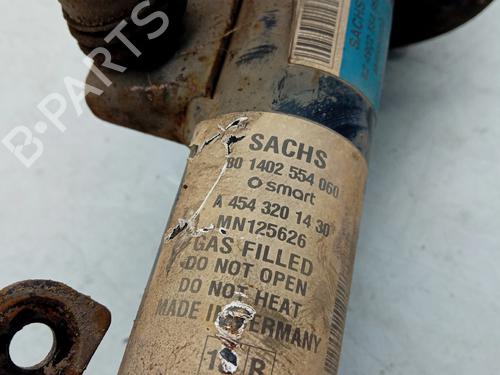 SACHS
80 1402 554 060
smart
A 454 320 14 30
MN125626
GAS FILLED
DO NOT OPEN
DO NOT HEAT
MADE IN GERMANY
R
SACHS
B-PARTS